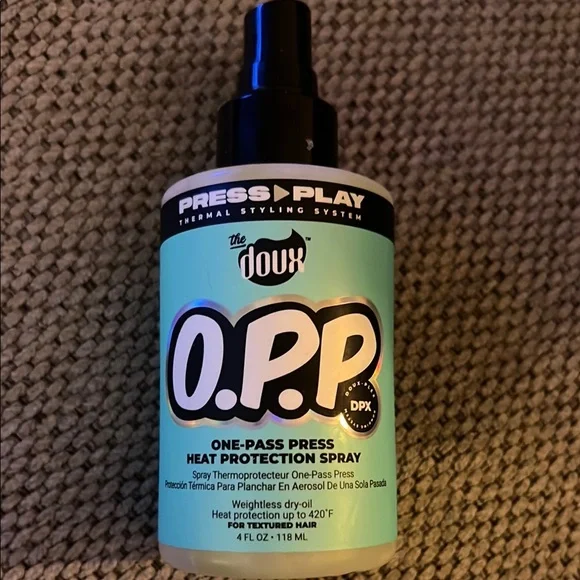 PRESS▷PLAY
THERMAL STYLING SYSTEM
the
doux™
O.P.P
DPX
ONE-PASS PRESS
HEAT PROTECTION SPRAY
Spray Thermoprotecteur One-Pass Press
Protección Térmica Para Planchar En Aerosol De Una Sola Pasada
Weightless dry-oil
Heat protection up to 420°F
FOR TEXTURED HAIR
4 FL OZ • 118 ML